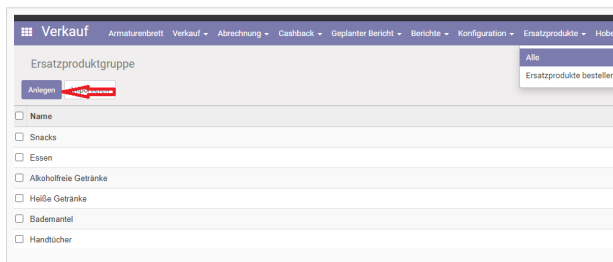 Verkauf Armaturenbrett Verkauf Abrechnung Cashback Geplanter Bericht Berichte Konfiguration Ersatzprodukte
Ersatzproduktgruppe
Alle
Ersatzprodukte bestellen
Anlegen
Name
Snacks
Essen
Alkoholfreie Getränke
Heiße Getränke
Bademantel
Handtücher